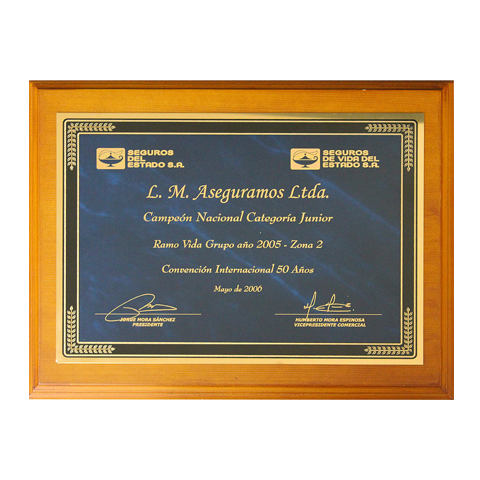 SEGUROS
DEL
ESTADO S.A.
SEGUROS
DE VIDA DEL
ESTADO S.A.
L. M. Aseguramos Ltda.
Campeón Nacional Categoría Junior
Ramo Vida Grupo año 2005 - Zona 2
Convención Internacional 50 Años
Mayo de 2006
JORGE MORA SÁNCHEZ
PRESIDENTE
HUMBERTO MORA ESPINOSA
VICEPRESIDENTE COMERCIAL